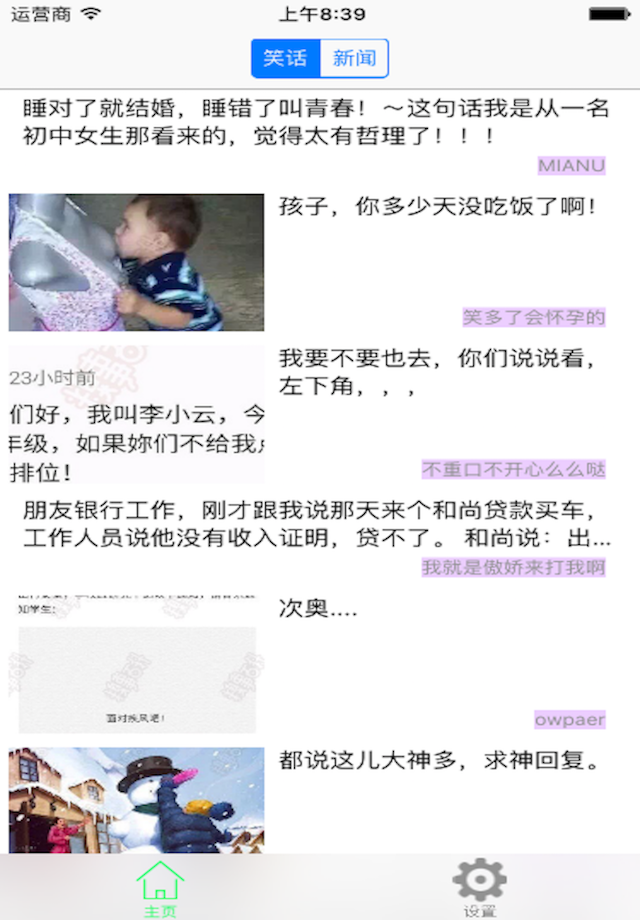 运营商 上午8:39
笑话 新闻
睡对了就结婚，睡错了叫青春！～这句话我是从一名
初中女生那看来的，觉得太有哲理了！！！
MIANU
孩子，你多少天没吃饭了啊！
笑多了会怀孕的
我要不要也去，你们说说看，
左下角，，，
23小时前
们好，我叫李小云，今
年级，如果妳们不给我点
排位！
不重口不开心么么哒
朋友银行工作，刚才跟我说那天来个和尚贷款买车，
工作人员说他没有收入证明，贷不了。 和尚说：出...
我就是傲娇来打我啊
次奥....
知学生：
面对疾风吧！
owpaer
都说这儿大神多，求神回复。
主页 设置